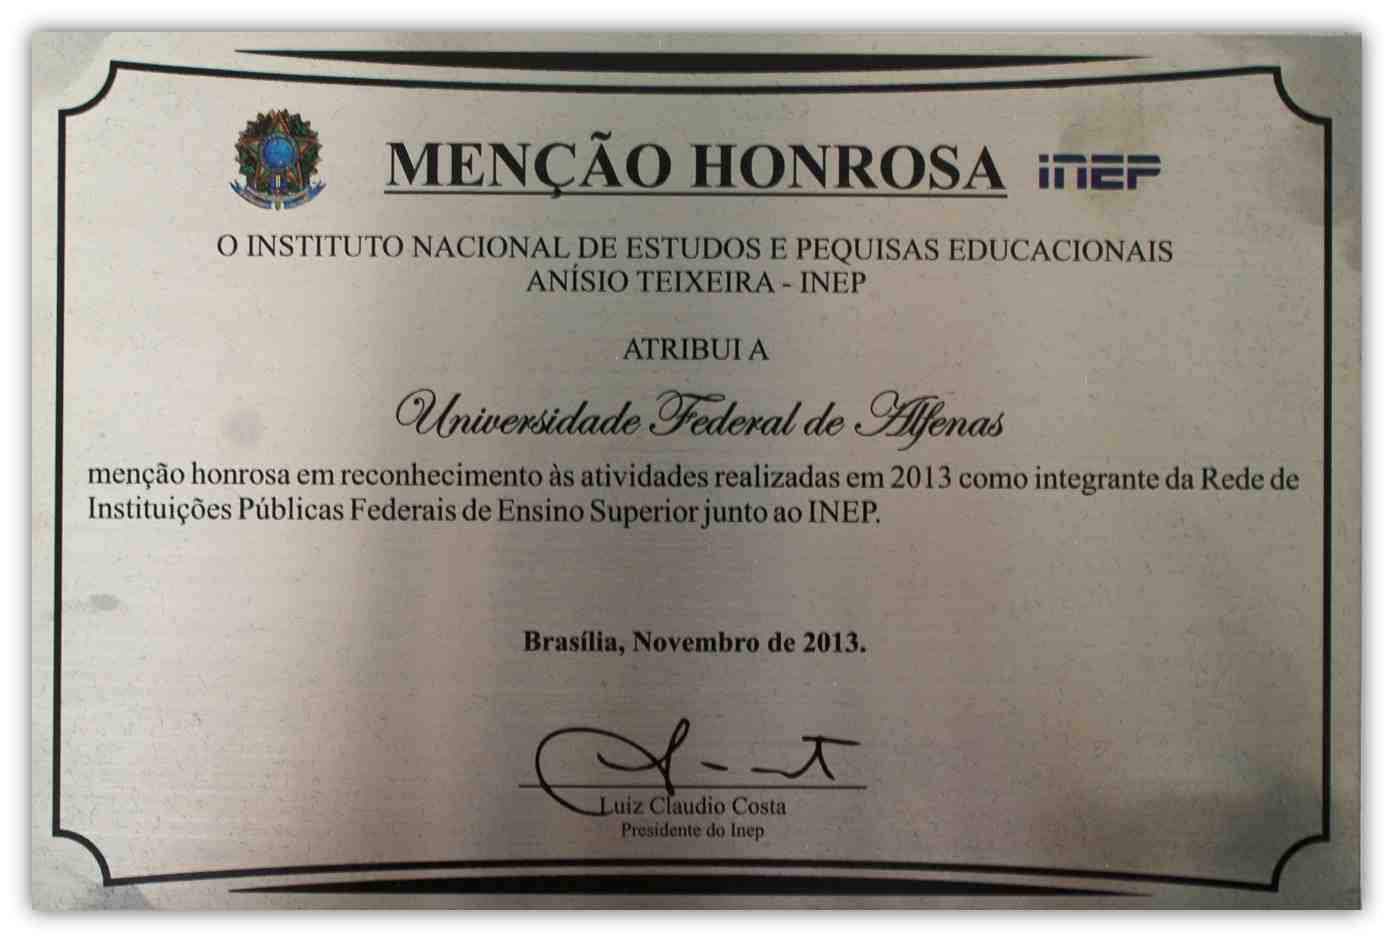 MENÇÃO HONROSA inep
O INSTITUTO NACIONAL DE ESTUDOS E PEQUISAS EDUCACIONAIS
ANÍSIO TEIXEIRA - INEP
ATRIBUI A
Universidade Federal de Alfenas
menção honrosa em reconhecimento às atividades realizadas em 2013 como integrante da Rede de
Instituições Públicas Federais de Ensino Superior junto ao INEP.
Brasília, Novembro de 2013.
Luiz Claudio Costa
Presidente do Inep